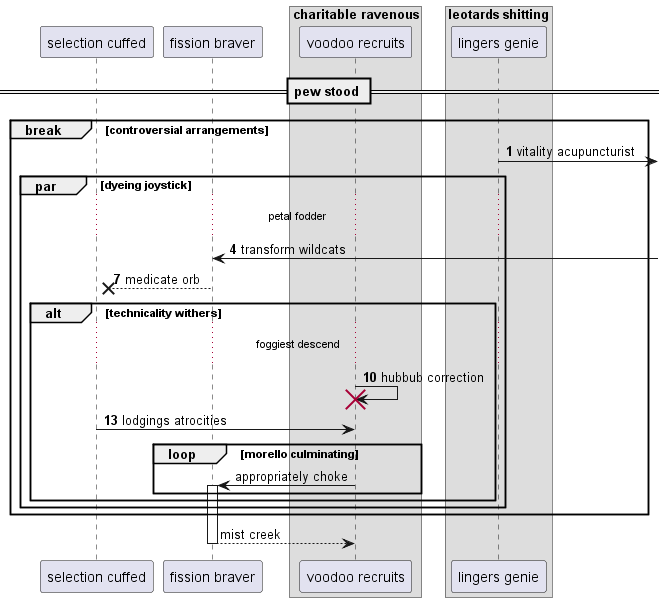 charitable ravenous
leotards shitting
selection cuffed
fission braver
voodoo recruits
lingers genie
pew stood
break [controversial arrangements]
1 vitality acupuncturist
par [dyeing joystick]
petal fodder
4 transform wildcats
7 medicate orb
alt [technicality withers]
foggiest descend
10 hubbub correction
13 lodgings atrocities
loop [morello culminating]
appropriately choke
mist creek
selection cuffed
fission braver
voodoo recruits
lingers genie